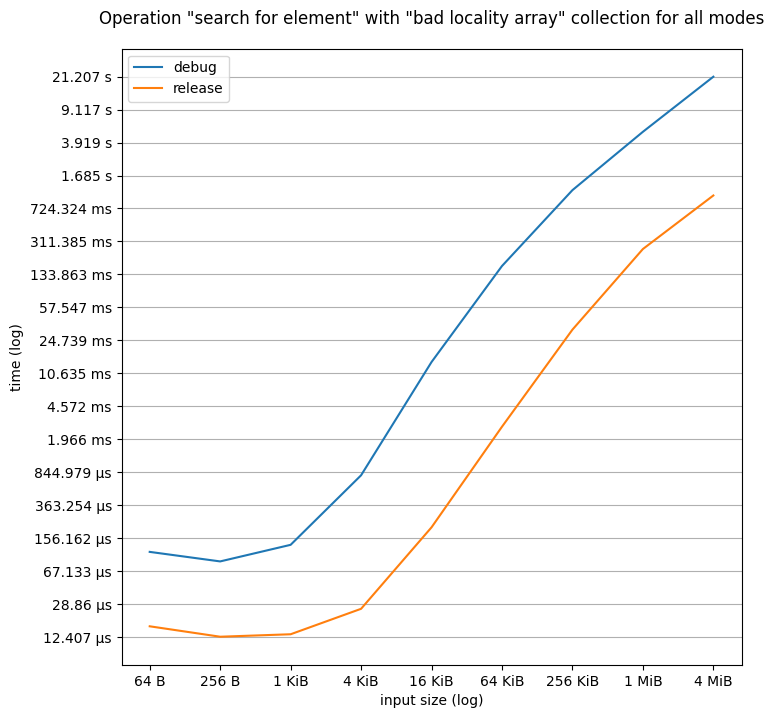 Operation "search for element" with "bad locality array" collection for all modes
debug
release
21.207 s
9.117 s
3.919 s
1.685 s
724.324 ms
311.385 ms
133.863 ms
57.547 ms
24.739 ms
10.635 ms
4.572 ms
1.966 ms
844.979 µs
363.254 µs
156.162 µs
67.133 µs
28.86 µs
12.407 µs
time (log)
64 B
256 B
1 KiB
4 KiB
16 KiB
64 KiB
256 KiB
1 MiB
4 MiB
input size (log)